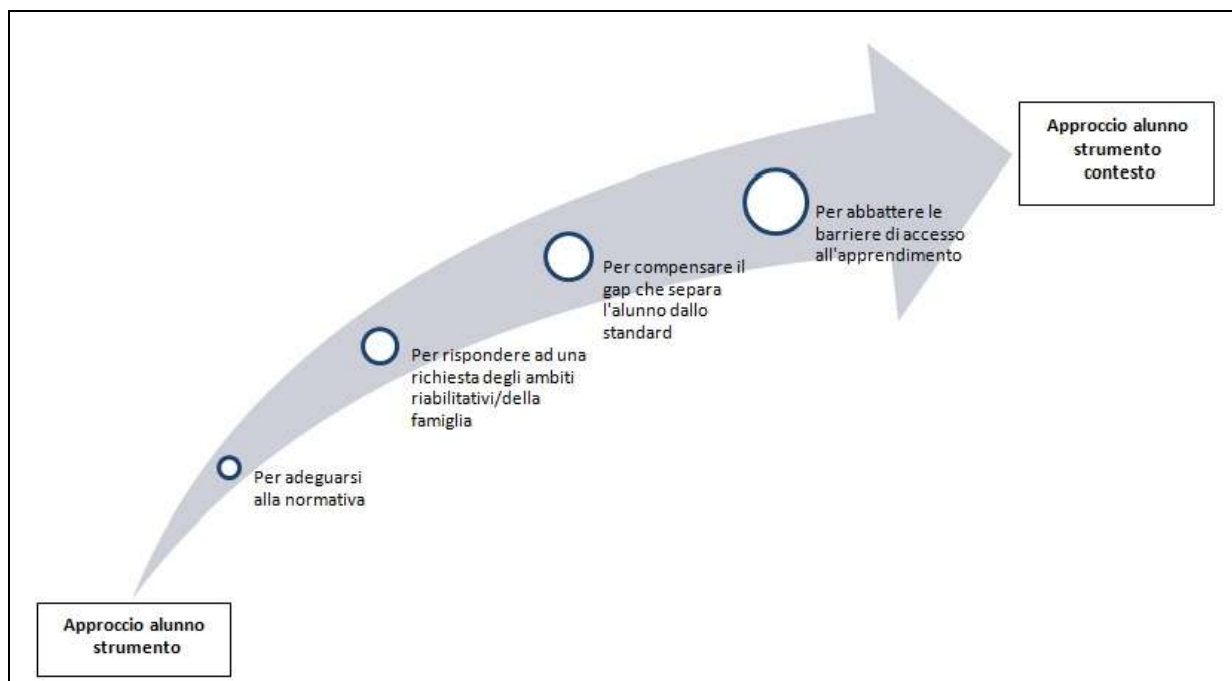 Approccio alunno
strumento
contesto
Per abbattere le
barriere di accesso
all'apprendimento
Per compensare il
gap che separa
l'alunno dallo
standard
Per rispondere ad una
richiesta degli ambiti
riabilitativi/della
famiglia
Per adeguarsi
alla normativa
Approccio alunno
strumento